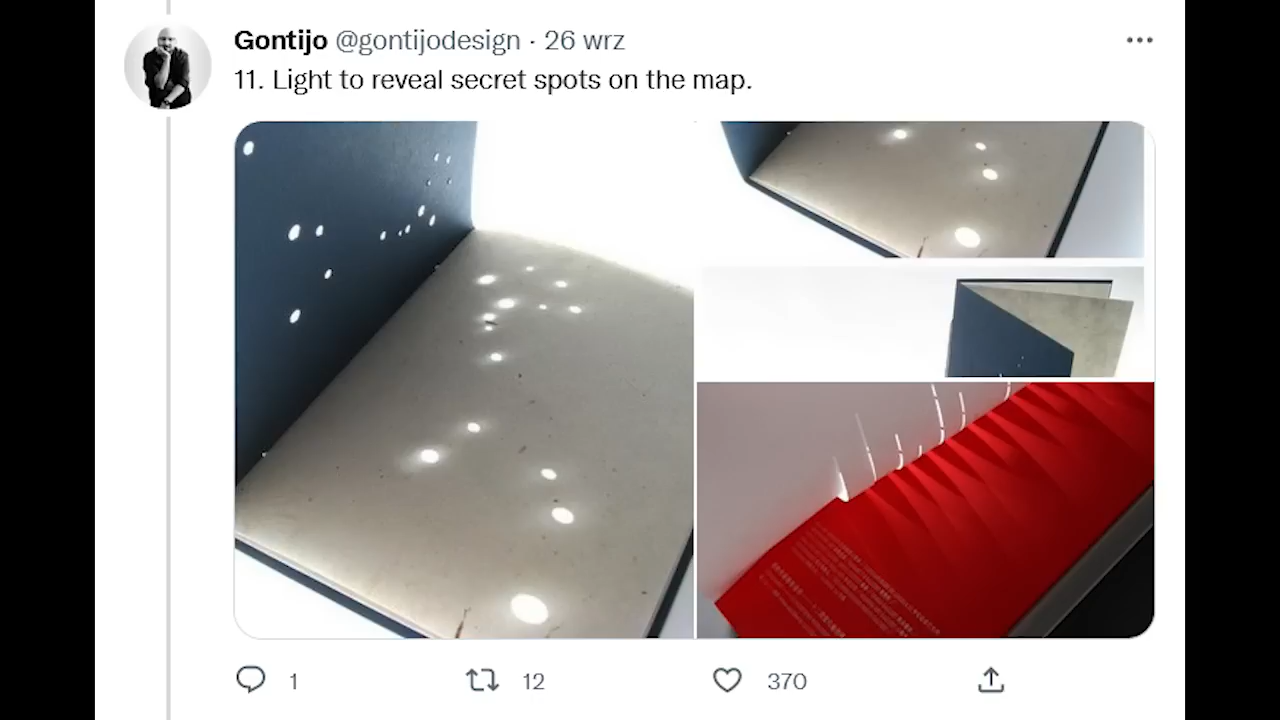 Gontijo @gontijodesign · 26 wrz
11. Light to reveal secret spots on the map.
1 12 370